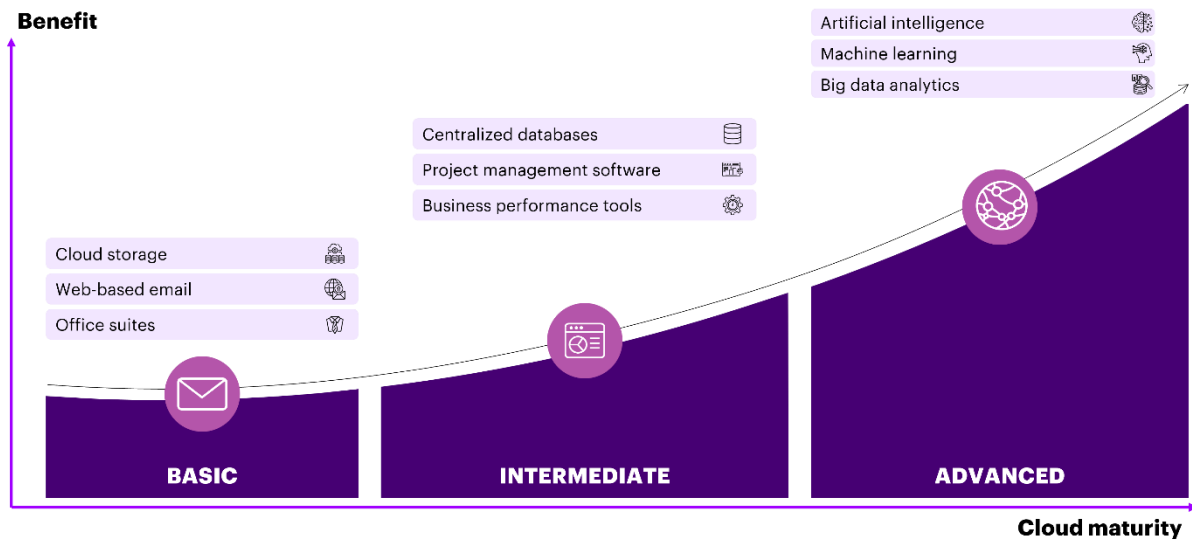 Benefit
Artificial intelligence
Machine learning
Big data analytics
Centralized databases
Project management software
Business performance tools
Cloud storage
Web-based email
Office suites
BASIC
INTERMEDIATE
ADVANCED
Cloud maturity